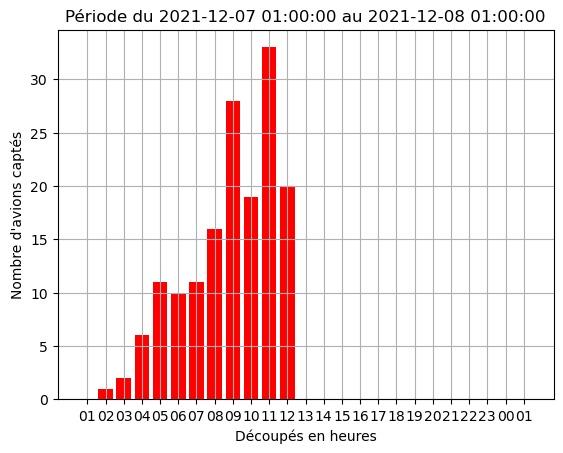 Période du 2021-12-07 01:00:00 au 2021-12-08 01:00:00
Nombre d'avions captés
30
25
20
15
10
5
0
01 02 03 04 05 06 07 08 09 10 11 12 13 14 15 16 17 18 19 20 21 22 23 00 01
Découpés en heures